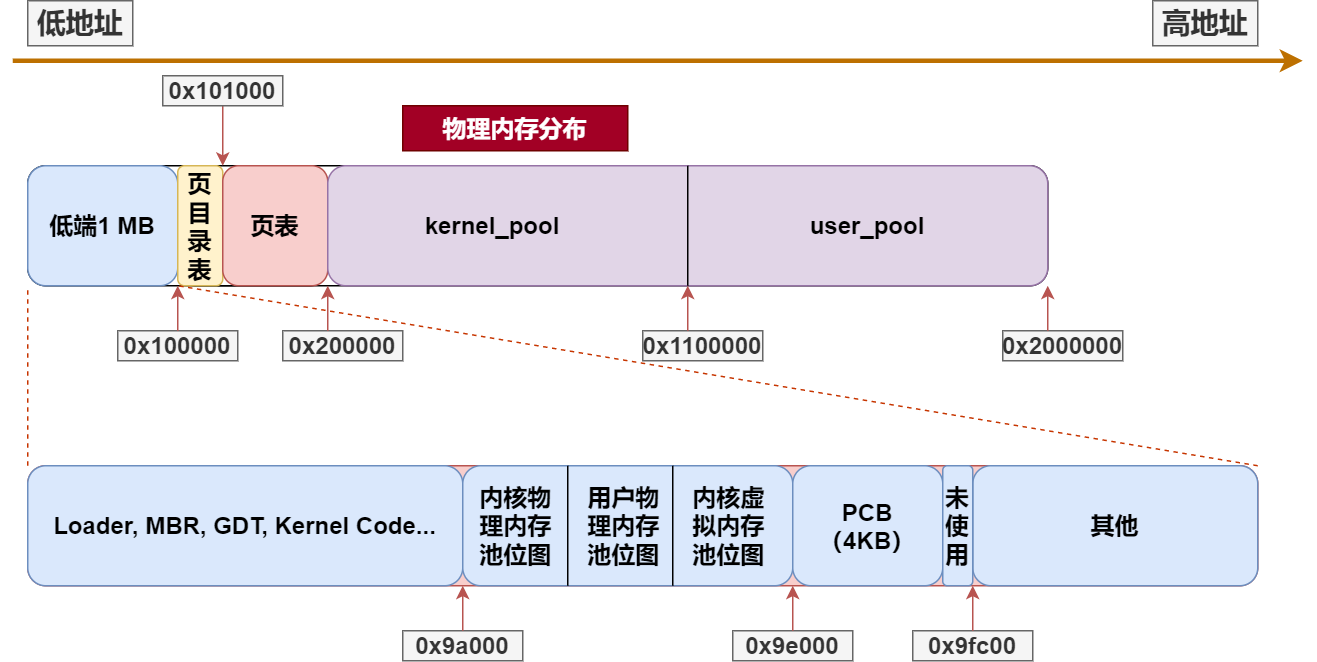 低地址
高地址
0x101000
物理内存分布
低端1 MB
页
目
录
表
页表
kernel_pool
user_pool
0x100000
0x200000
0x1100000
0x2000000
Loader, MBR, GDT, Kernel Code...
内核物
理内存
池位图
用户物
理内存
池位图
内核虚
拟内存
池位图
PCB
（4KB）
未
使
用
其他
0x9a000
0x9e000
0x9fc00